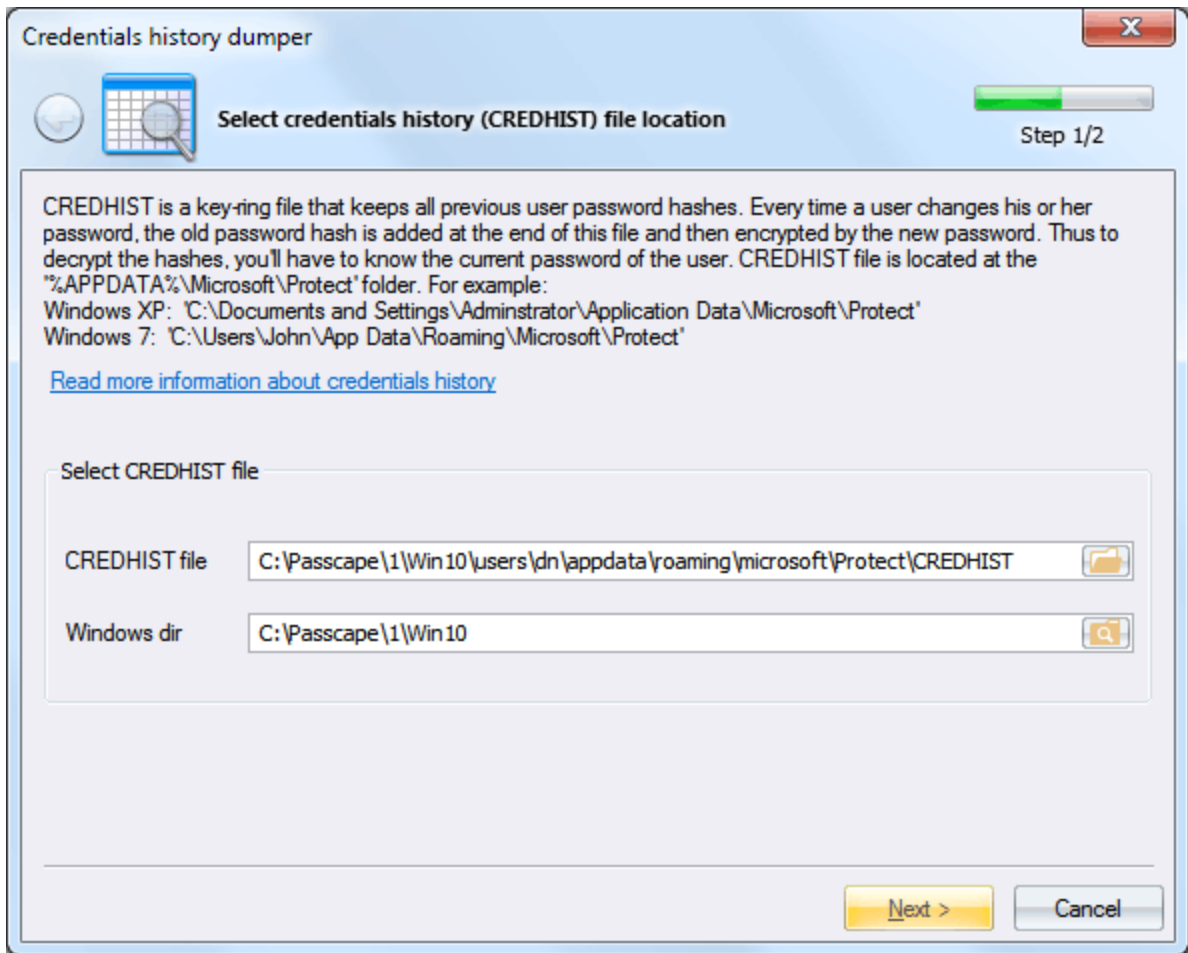 Credentials history dumper
Select credentials history (CREDHIST) file location
Step 1/2
CREDHIST is a key-ring file that keeps all previous user password hashes. Every time a user changes his or her
password, the old password hash is added at the end of this file and then encrypted by the new password. Thus to
decrypt the hashes, you'll have to know the current password of the user. CREDHIST file is located at the
"%APPDATA%\Microsoft\Protect" folder. For example:
Windows XP: 'C:\Documents and Settings\Adminstrator\Application Data\Microsoft\Protect'
Windows 7: 'C:\Users\John\App Data\Roaming\Microsoft\Protect'
Read more information about credentials history
Select CREDHIST file
CREDHIST file C:\Passcape\1\Win10\users\dn\appdata\roaming\microsoft\Protect\CREDHIST
Windows dir C:\Passcape\1\Win10
Next > Cancel